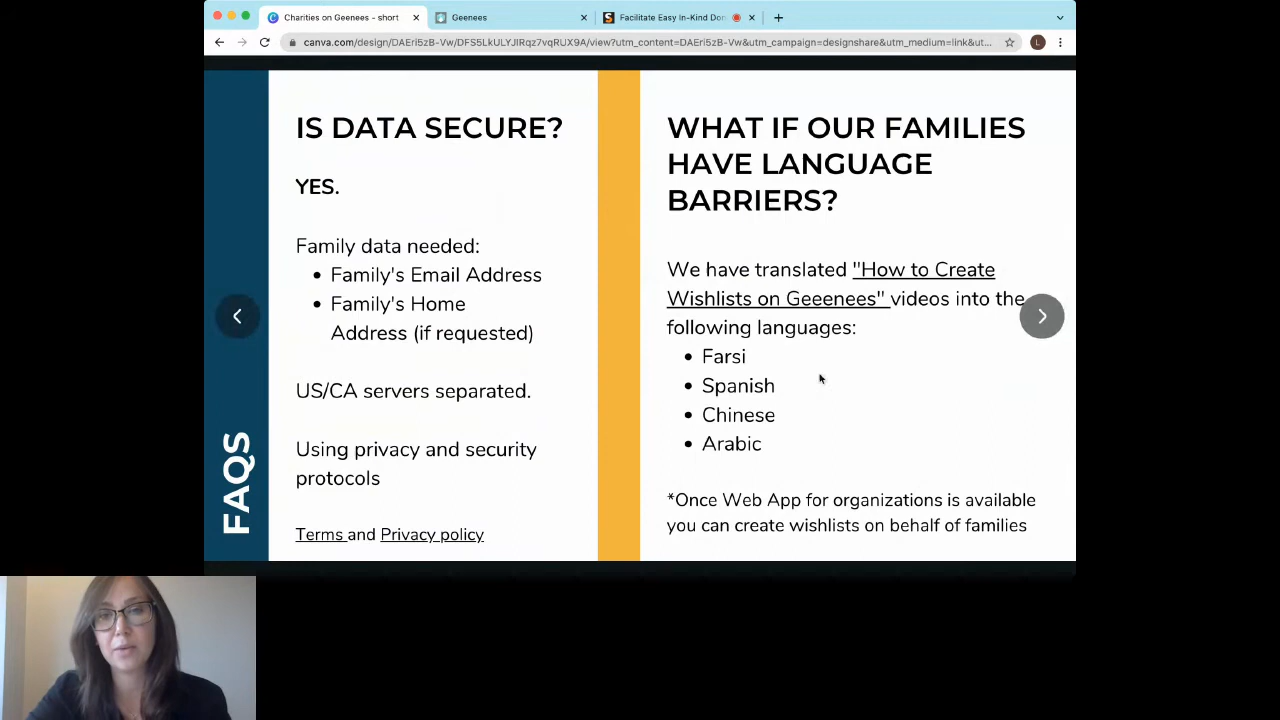 Charities on Geenees - short
Geenees
Facilitate Easy In-Kind Don
canva.com/design/DAEri5zB-Vw/DFS5LkULYJIRqz7vqRUX9A/view?utm_content=DAEri5zB-Vw&utm_campaign=designshare&utm_medium=link&ut...
L
FAQS
IS DATA SECURE?
YES.
Family data needed:
• Family's Email Address
• Family's Home
Address (if requested)
US/CA servers separated.
Using privacy and security
protocols
Terms and Privacy policy
WHAT IF OUR FAMILIES
HAVE LANGUAGE
BARRIERS?
We have translated "How to Create
Wishlists on Geeenees" videos into the
following languages:
• Farsi
• Spanish
• Chinese
• Arabic
*Once Web App for organizations is available
you can create wishlists on behalf of families